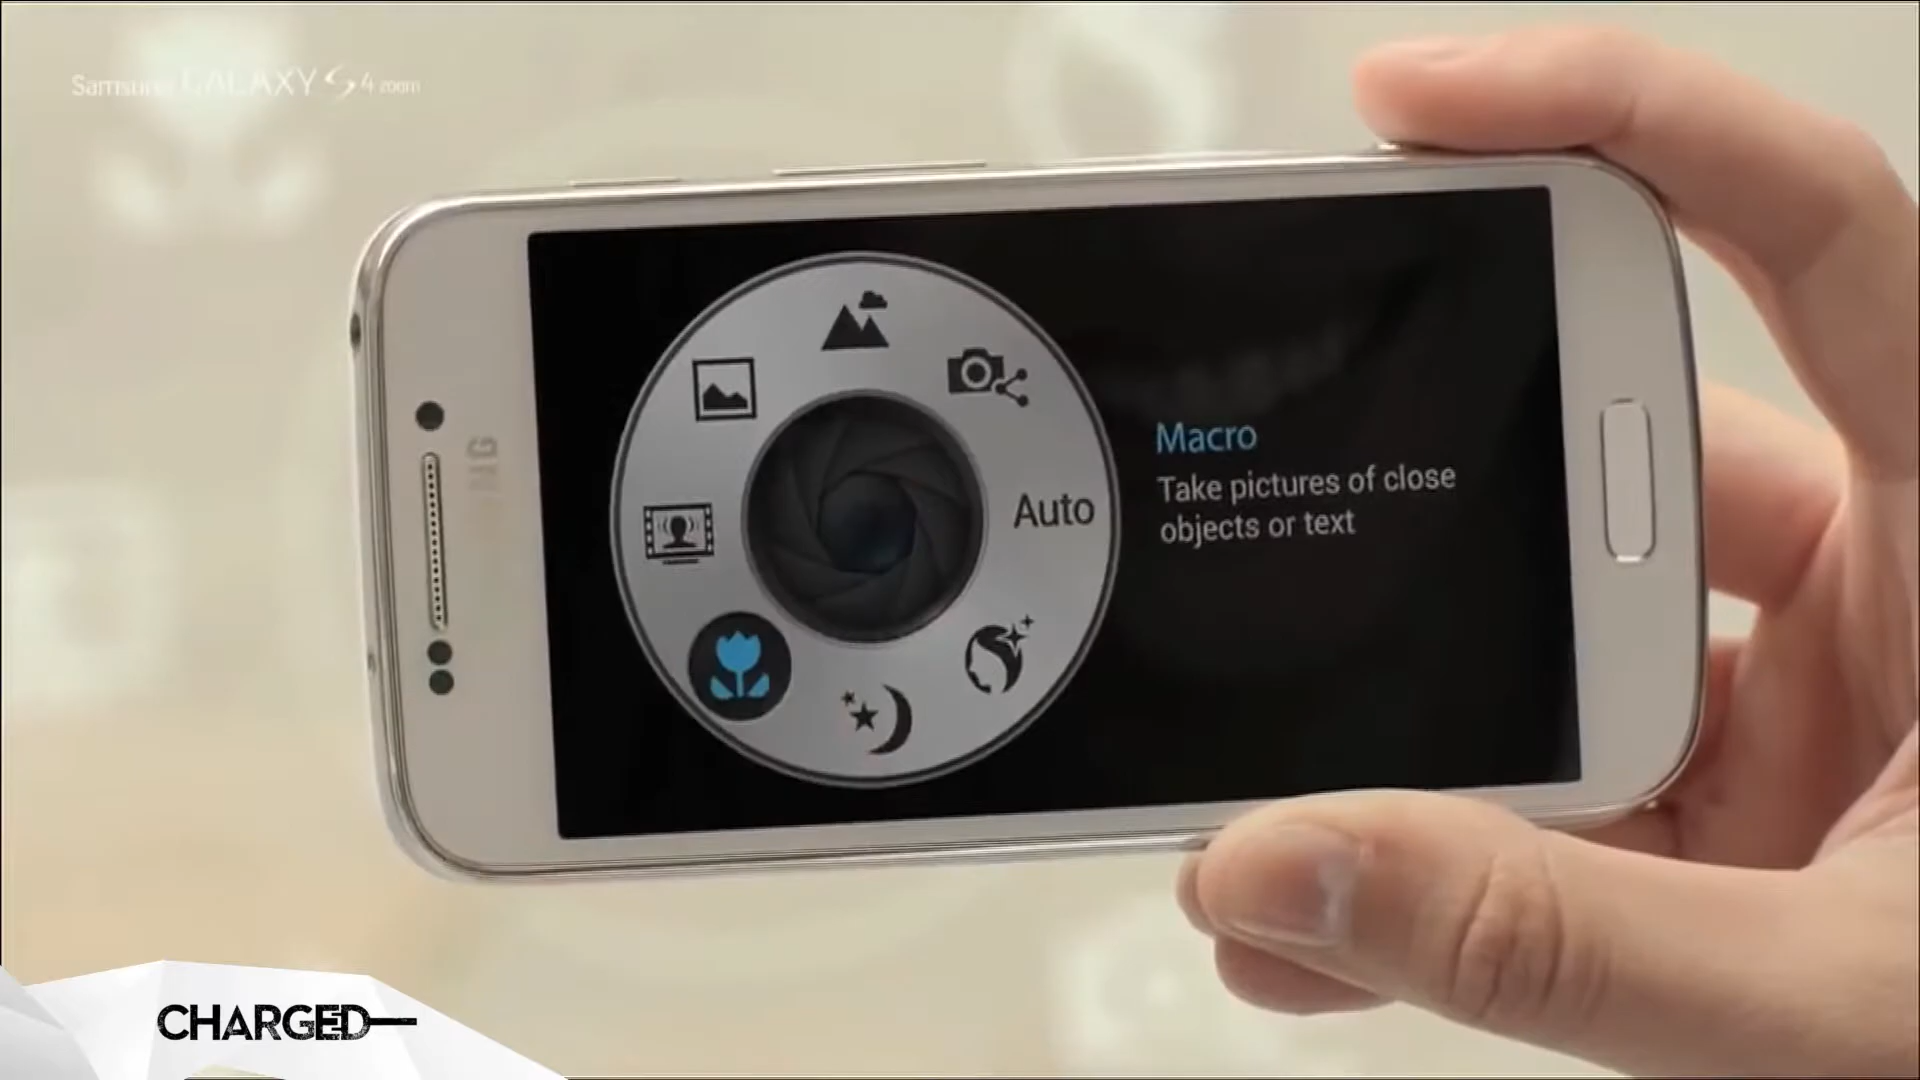 Samsung GALAXY S4 zoom
Macro
Take pictures of close
objects or text
Auto
CHARGED